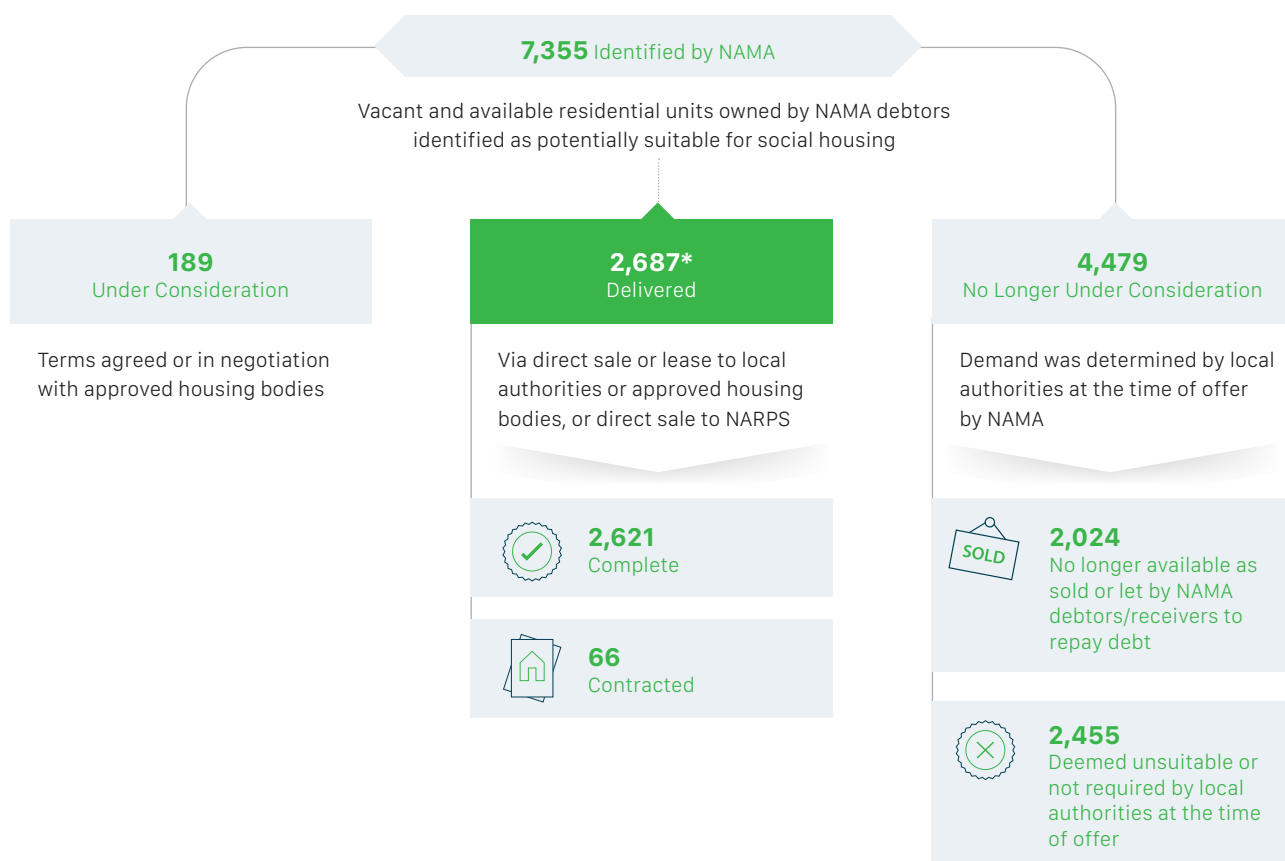 7,355 Identified by NAMA
Vacant and available residential units owned by NAMA debtors
identified as potentially suitable for social housing
189
Under Consideration
Terms agreed or in negotiation
with approved housing bodies
2,687*
Delivered
Via direct sale or lease to local
authorities or approved housing
bodies, or direct sale to NARPS
2,621
Complete
66
Contracted
4,479
No Longer Under Consideration
Demand was determined by local
authorities at the time of offer
by NAMA
SOLD
2,024
No longer available as
sold or let by NAMA
debtors/receivers to
repay debt
2,455
Deemed unsuitable or
not required by local
authorities at the time
of offer